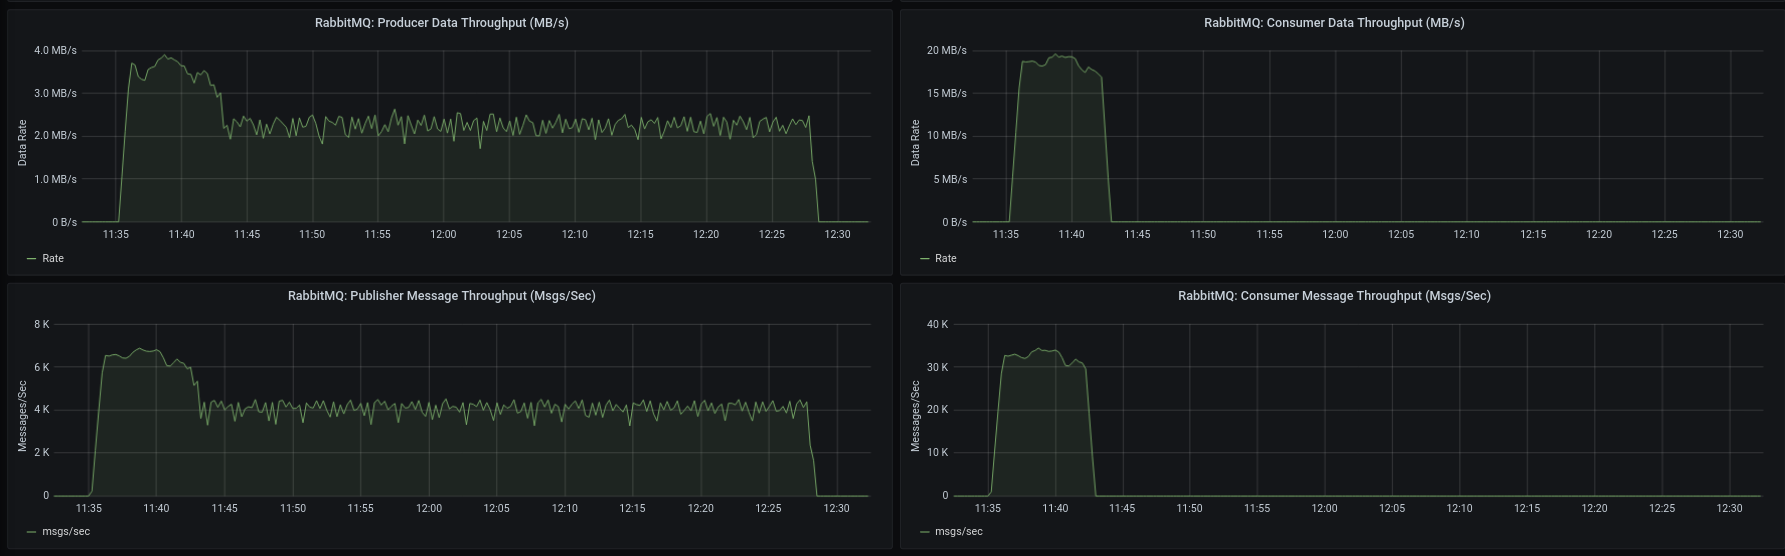 RabbitMQ: Producer Data Throughput (MB/s)
4.0 MB/s
3.0 MB/s
2.0 MB/s
1.0 MB/s
0 B/s
Data Rate
11:35 11:40 11:45 11:50 11:55 12:00 12:05 12:10 12:15 12:20 12:25 12:30
Rate
RabbitMQ: Consumer Data Throughput (MB/s)
20 MB/s
15 MB/s
10 MB/s
5 MB/s
0 B/s
Data Rate
11:35 11:40 11:45 11:50 11:55 12:00 12:05 12:10 12:15 12:20 12:25 12:30
Rate
RabbitMQ: Publisher Message Throughput (Msgs/Sec)
8 K
6 K
4 K
2 K
0
Messages/Sec
11:35 11:40 11:45 11:50 11:55 12:00 12:05 12:10 12:15 12:20 12:25 12:30
msgs/sec
RabbitMQ: Consumer Message Throughput (Msgs/Sec)
40 K
30 K
20 K
10 K
0
Messages/Sec
11:35 11:40 11:45 11:50 11:55 12:00 12:05 12:10 12:15 12:20 12:25 12:30
msgs/sec